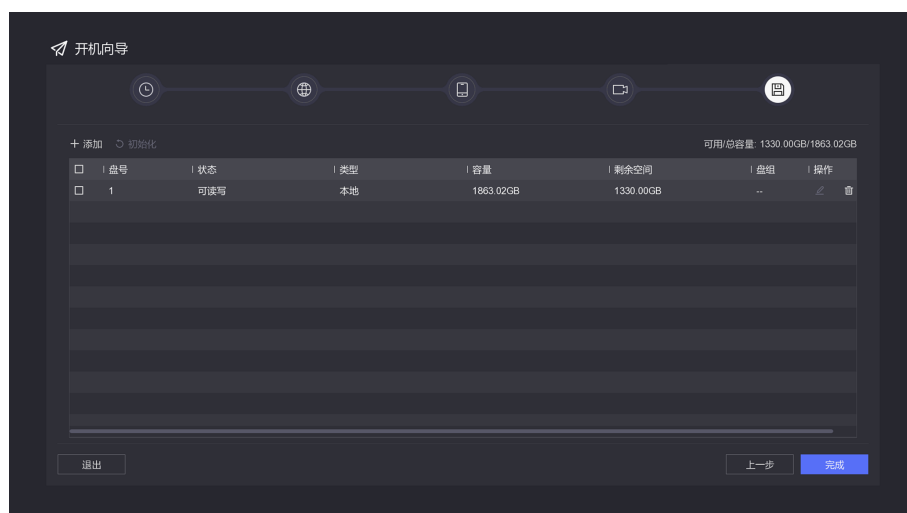 开机向导
添加 初始化 可用/总容量: 1330.00GB/1863.02GB
盘号 状态 类型 容量 剩余空间 盘组 操作
1 可读写 本地 1863.02GB 1330.00GB --
退出 上一步 完成